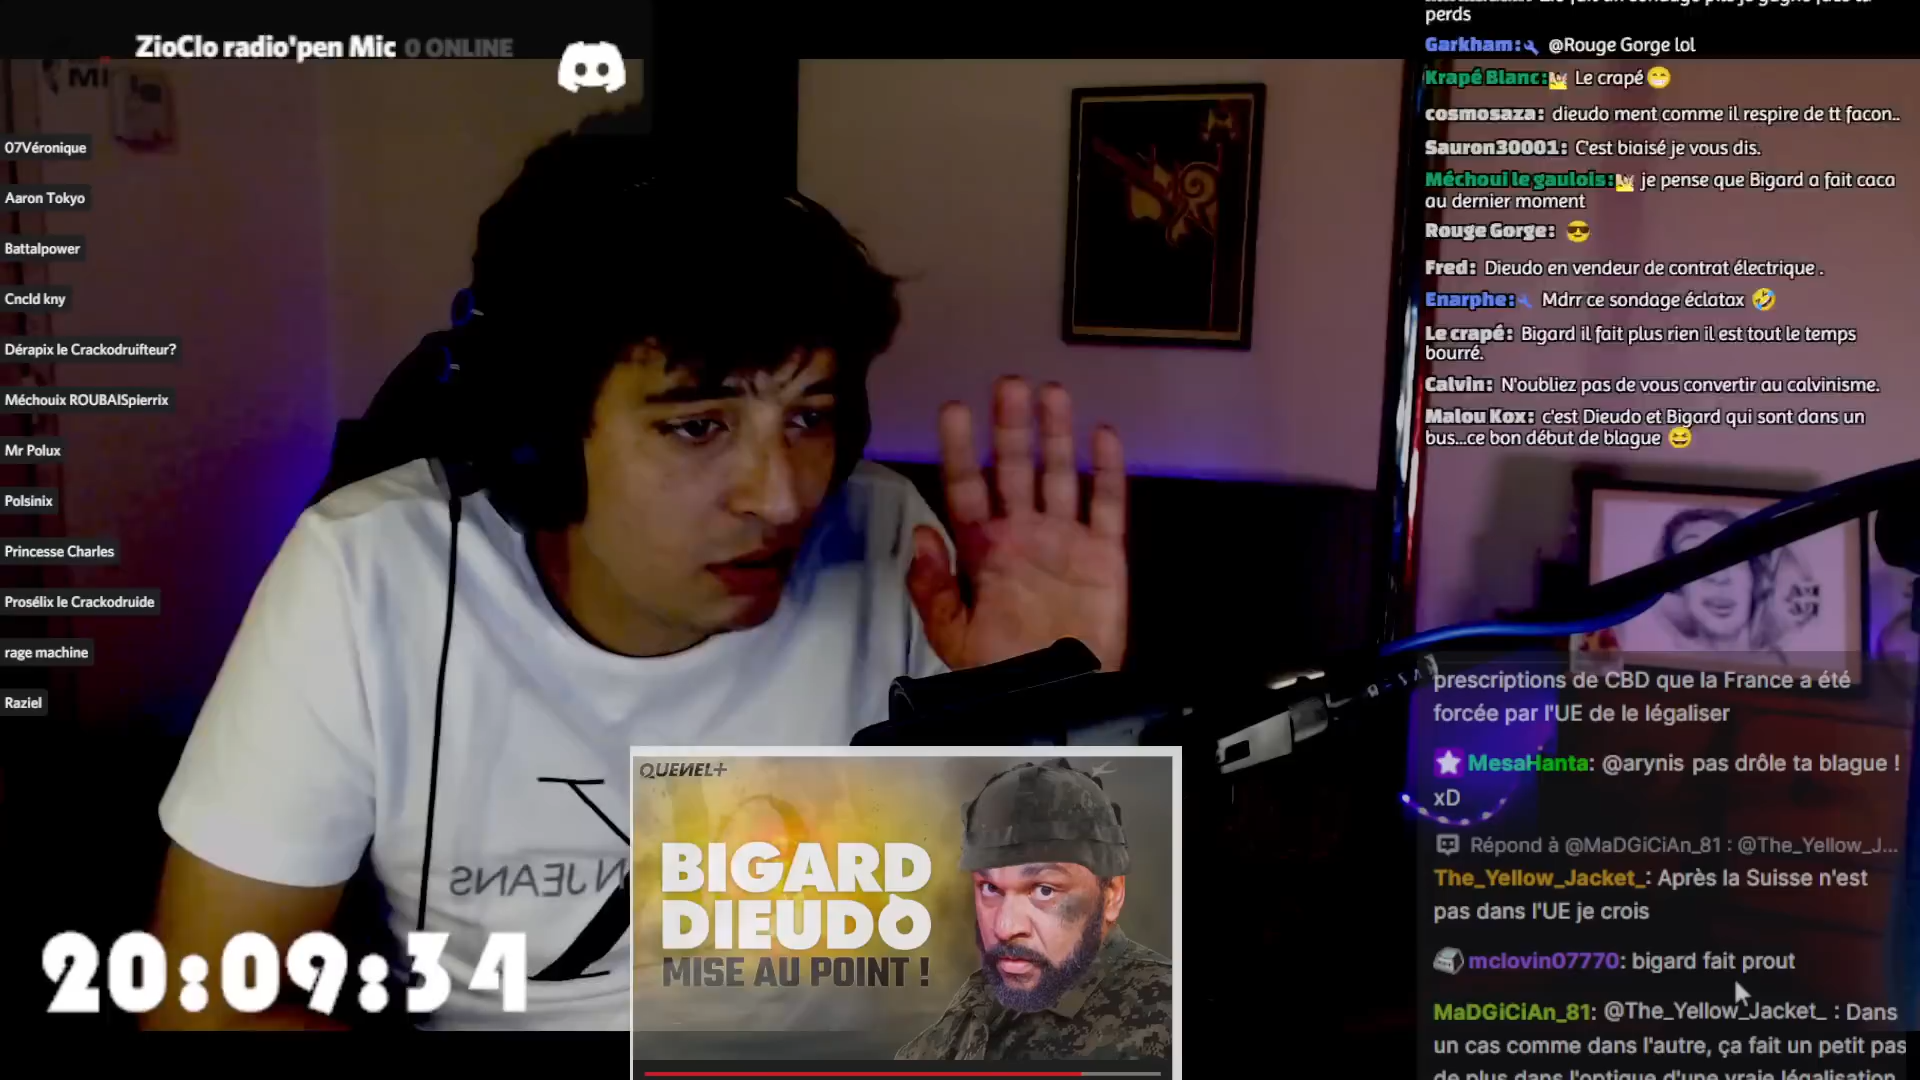 ZioClo radio'pen Mic 0 ONLINE
07Véronique
Aaron Tokyo
Battalpower
Cncld kny
Dérapix le Crackodruifteur?
Méchouix ROUBAISpierrix
Mr Polux
Polsinix
Princesse Charles
Prosélix le Crackodruide
rage machine
Raziel
20:09:34
JEANS
QUENEL+
BIGARD
DIEUDO
MISE AU POINT !
perds
Garkham: @Rouge Gorge lol
Krapé Blanc: Le crapé 😁
cosmosaza: dieudo ment comme il respire de tt facon..
Sauron30001: C'est biaisé je vous dis.
Méchoui le gaulois: je pense que Bigard a fait caca
au dernier moment
Rouge Gorge: 😎
Fred: Dieudo en vendeur de contrat électrique .
Enarphe: Mdrr ce sondage éclatax 🤣
Le crapé: Bigard il fait plus rien il est tout le temps
bourré.
Calvin: N'oubliez pas de vous convertir au calvinisme.
Malou Kox: c'est Dieudo et Bigard qui sont dans un
bus...ce bon début de blague 😆
prescriptions de CBD que la France a été
forcée par l'UE de le légaliser
MesaHanta: @arynis pas drôle ta blague !
xD
Répond à @MaDGiCiAn_81 : @The_Yellow_J...
The_Yellow_Jacket_: Après la Suisse n'est
pas dans l'UE je crois
mclovin07770: bigard fait prout
MaDGiCiAn_81: @The_Yellow_Jacket_ : Dans
un cas comme dans l'autre, ça fait un petit pas
de plus dans l'optique d'une vraie légalisation